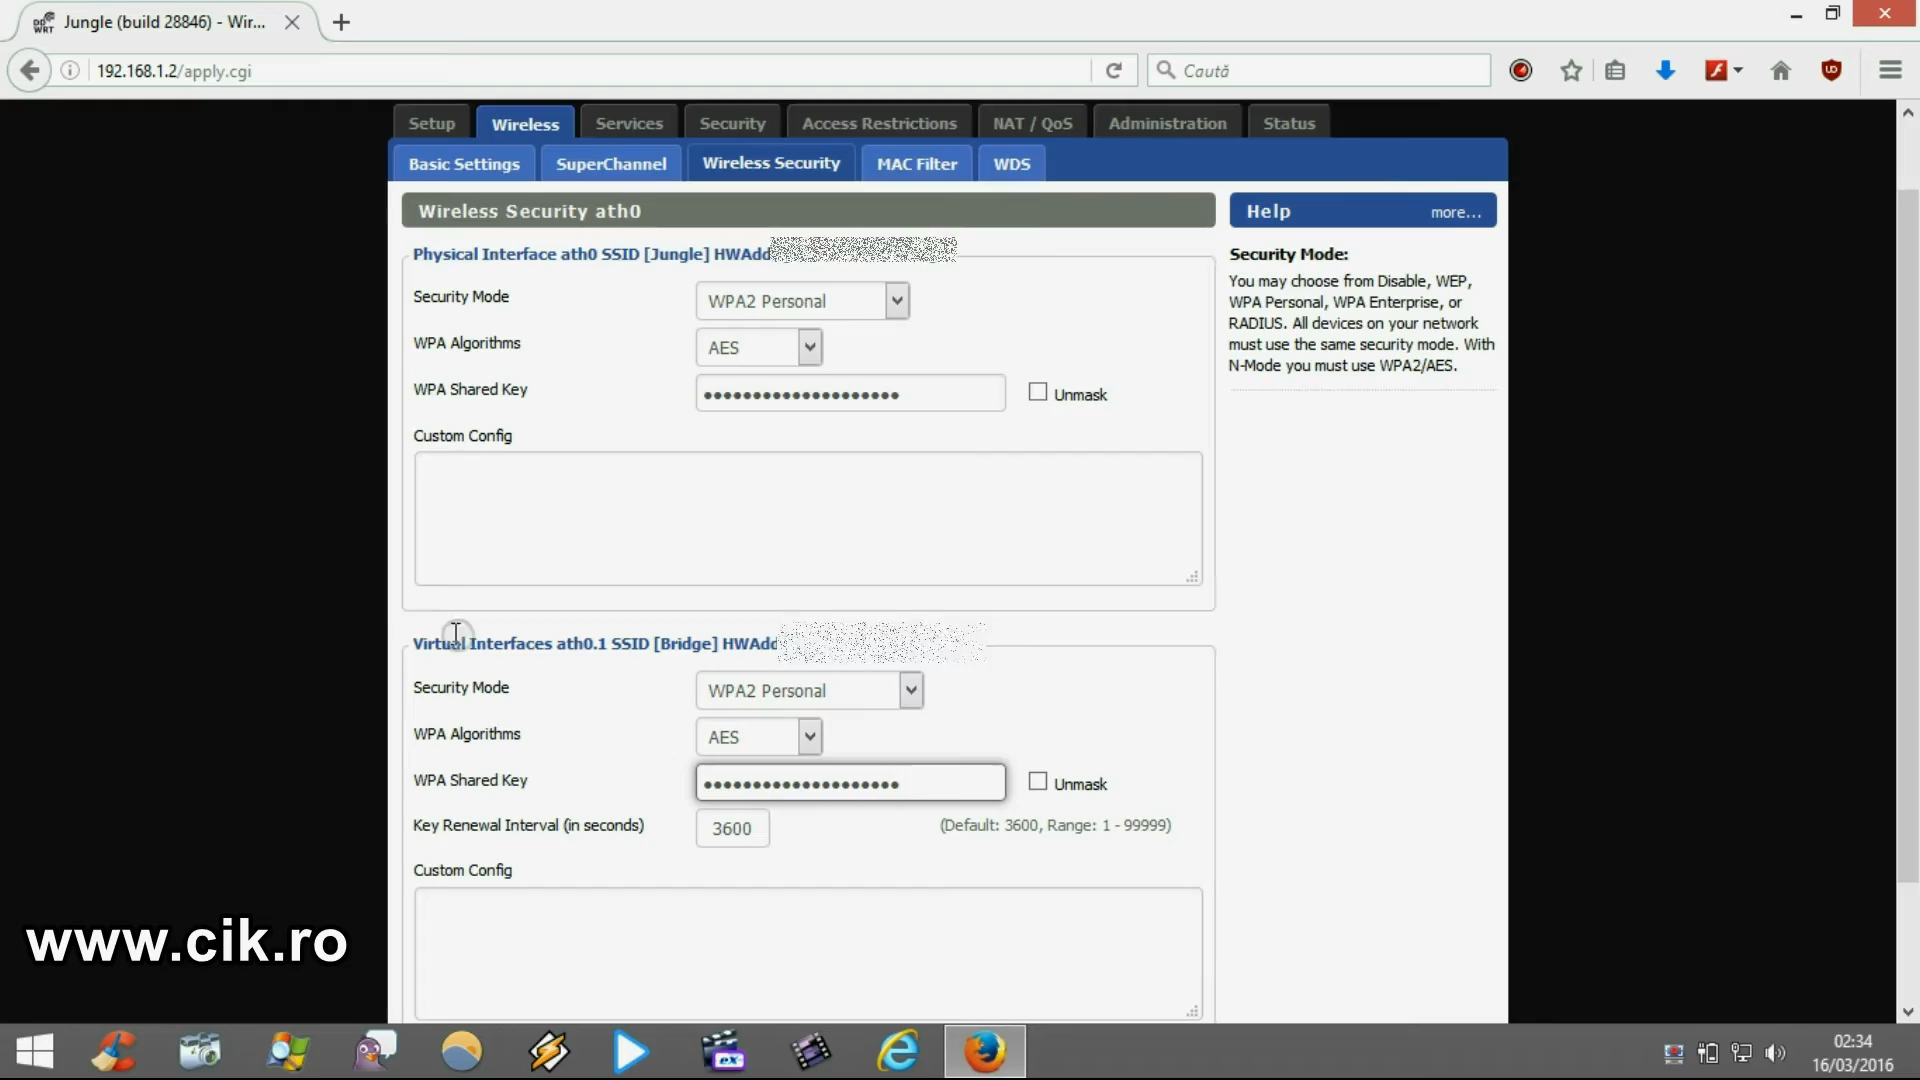 Jungle (build 28846) - Wir...
192.168.1.2/apply.cgi
Caută
Setup Wireless Services Security Access Restrictions NAT / QoS Administration Status
Basic Settings SuperChannel Wireless Security MAC Filter WDS
Wireless Security ath0
Help more...
Physical Interface ath0 SSID [Jungle] HWAdd
Security Mode WPA2 Personal
WPA Algorithms AES
WPA Shared Key •••••••••••••••••••• Unmask
Custom Config
Security Mode:
You may choose from Disable, WEP,
WPA Personal, WPA Enterprise, or
RADIUS. All devices on your network
must use the same security mode. With
N-Mode you must use WPA2/AES.
Virtual Interfaces ath0.1 SSID [Bridge] HWAdd
Security Mode WPA2 Personal
WPA Algorithms AES
WPA Shared Key •••••••••••••••••••• Unmask
Key Renewal Interval (in seconds) 3600 (Default: 3600, Range: 1 - 99999)
Custom Config
www.cik.ro
02:34
16/03/2016